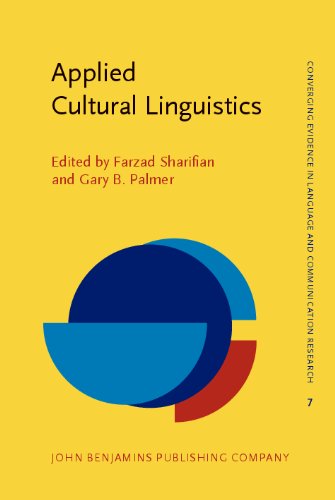 Applied
Cultural Linguistics
Edited by Farzad Sharifian
and Gary B. Palmer
CONVERGING EVIDENCE IN LANGUAGE AND COMMUNICATION RESEARCH 7
JOHN BENJAMINS PUBLISHING COMPANY